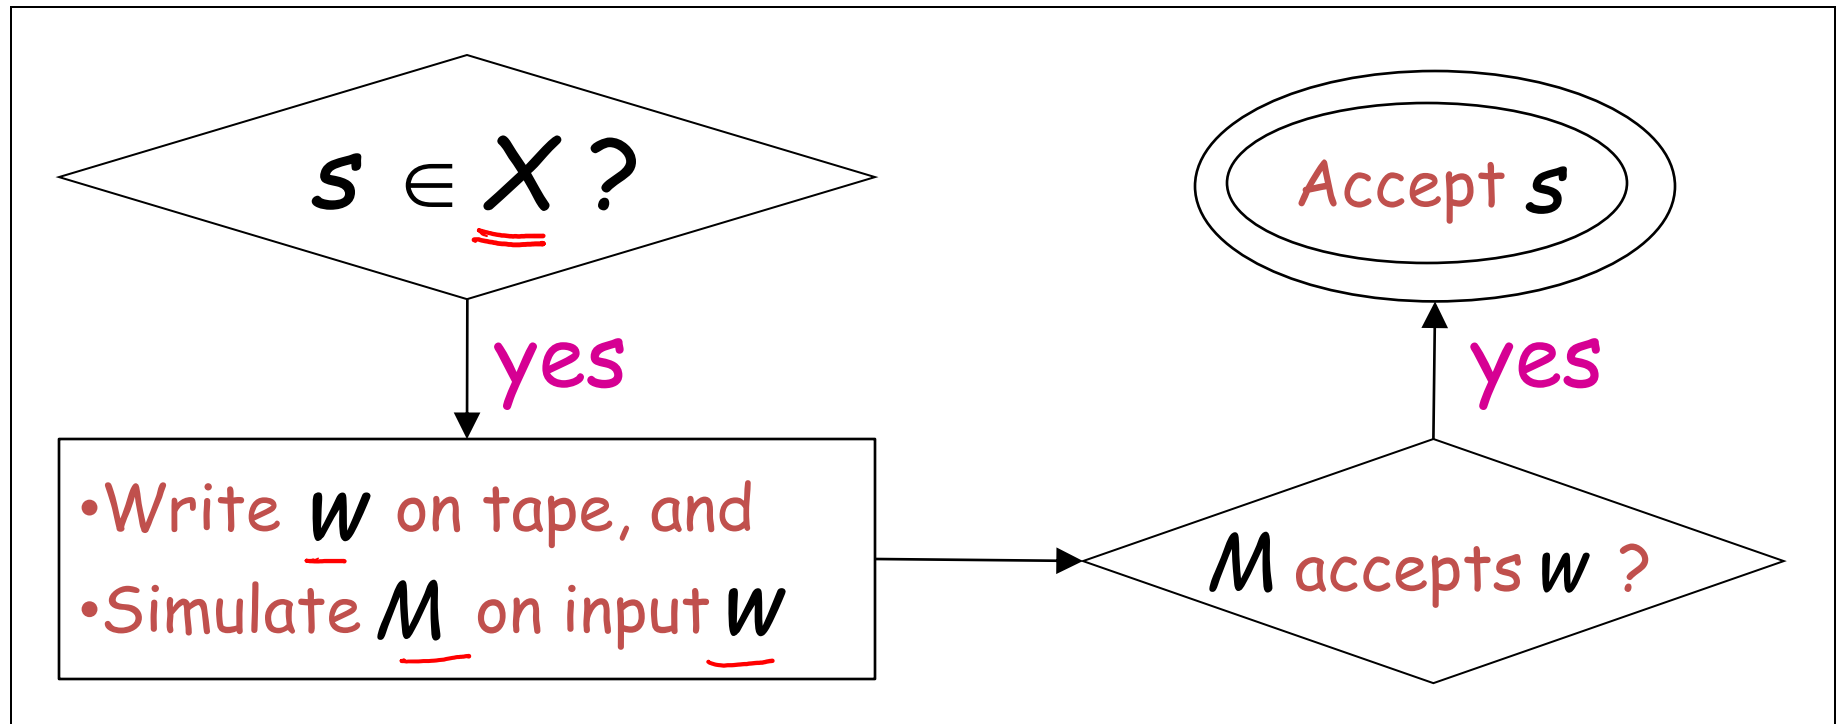 s ∈ X ?
yes
•Write w on tape, and
•Simulate M on input w
M accepts w ?
yes
Accept s